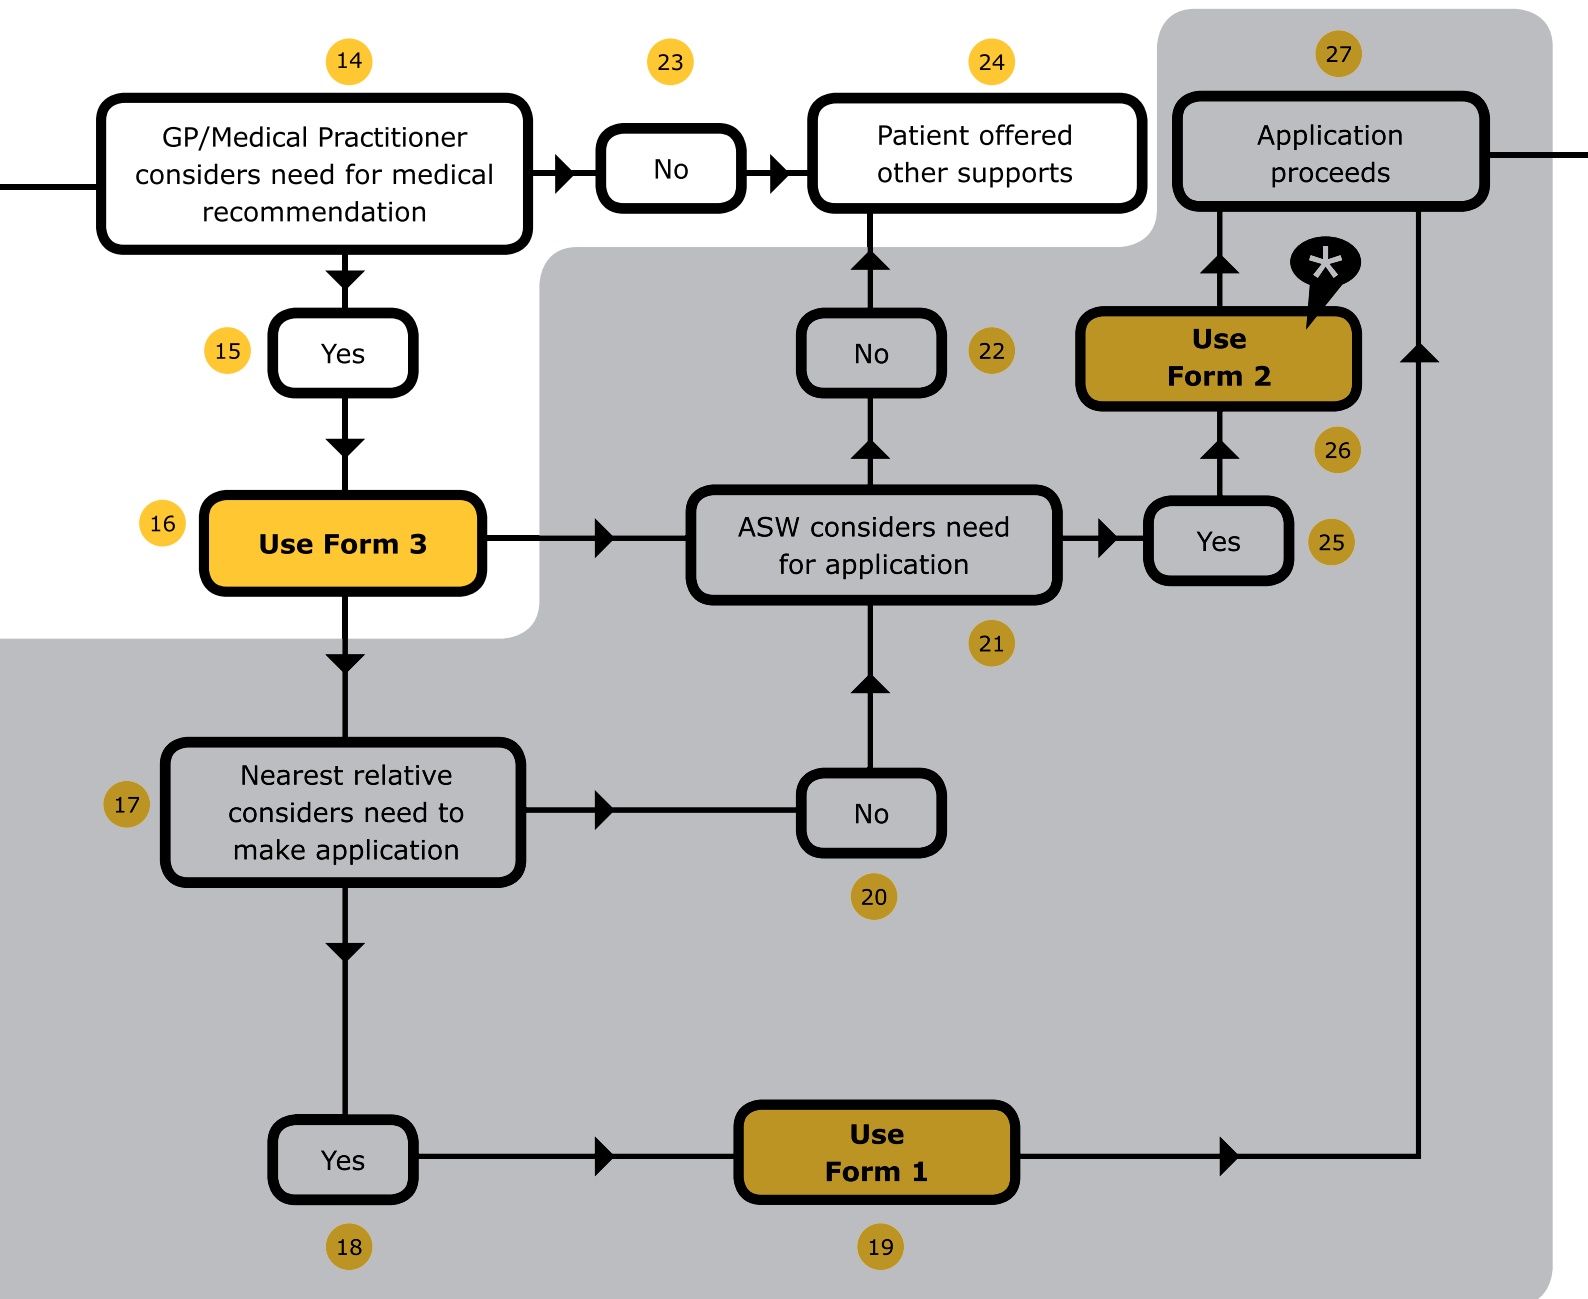 14
GP/Medical Practitioner
considers need for medical
recommendation
23
No
24
Patient offered
other supports
27
Application
proceeds
*
15
Yes
No
22
Use
Form 2
26
16
Use Form 3
ASW considers need
for application
21
Yes
25
17
Nearest relative
considers need to
make application
No
20
Yes
18
Use
Form 1
19